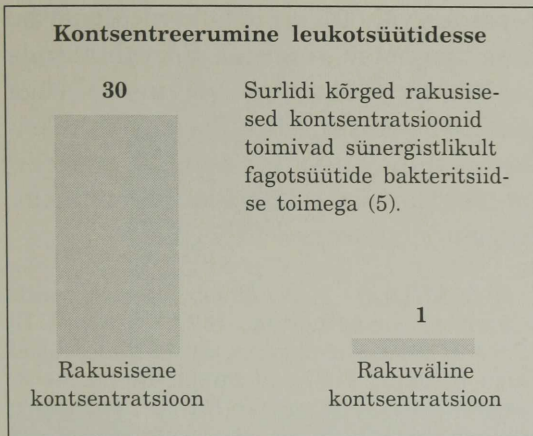 Kontsentreerumine leukotsüütidesse
30
Surlidi kõrged rakusise-
sed kontsentratsioonid
toimivad sünergistlikult
fagotsüütide bakteritsiid-
se toimega (5).
1
Rakusisene
kontsentratsioon
Rakuväline
kontsentratsioon